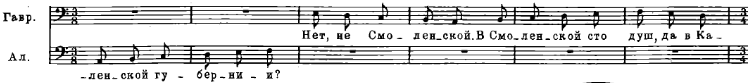 Гавр.
Нет, не Смо - лен-ской. В Смо-лен-ской сто душ, да в Ка-
Ал.
-лен-ской гу - бер-ни - и?